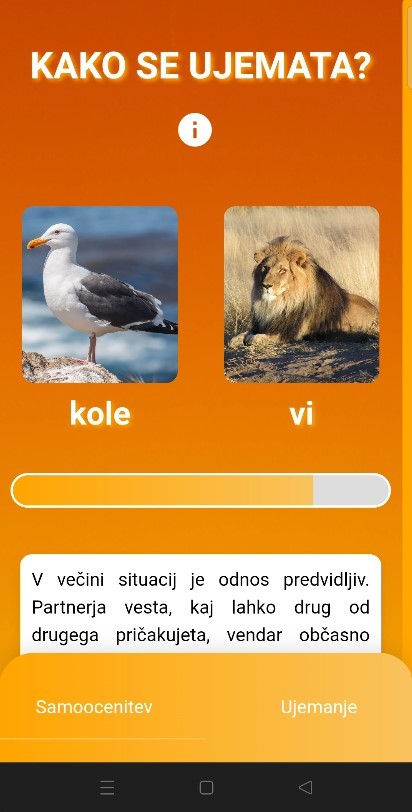 KAKO SE UJEMATA?
i
kole
vi
V večini situacij je odnos predvidljiv.
Partnerja vesta, kaj lahko drug od
drugega pričakujeta, vendar občasno
Samoocenitev
Ujemanje